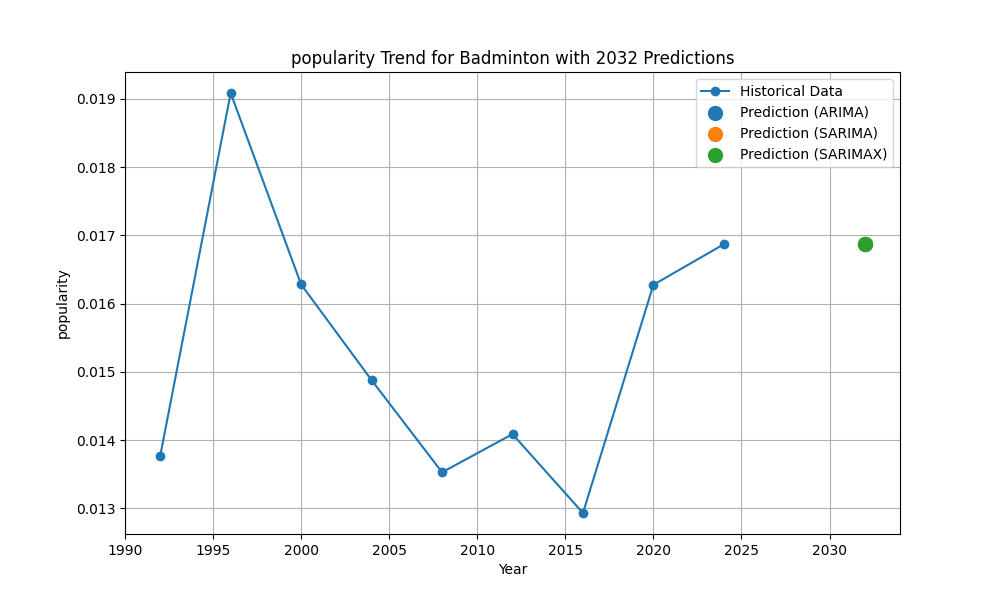 popularity Trend for Badminton with 2032 Predictions
Historical Data
Prediction (ARIMA)
Prediction (SARIMA)
Prediction (SARIMAX)
popularity
0.019
0.018
0.017
0.016
0.015
0.014
0.013
1990 1995 2000 2005 2010 2015 2020 2025 2030
Year